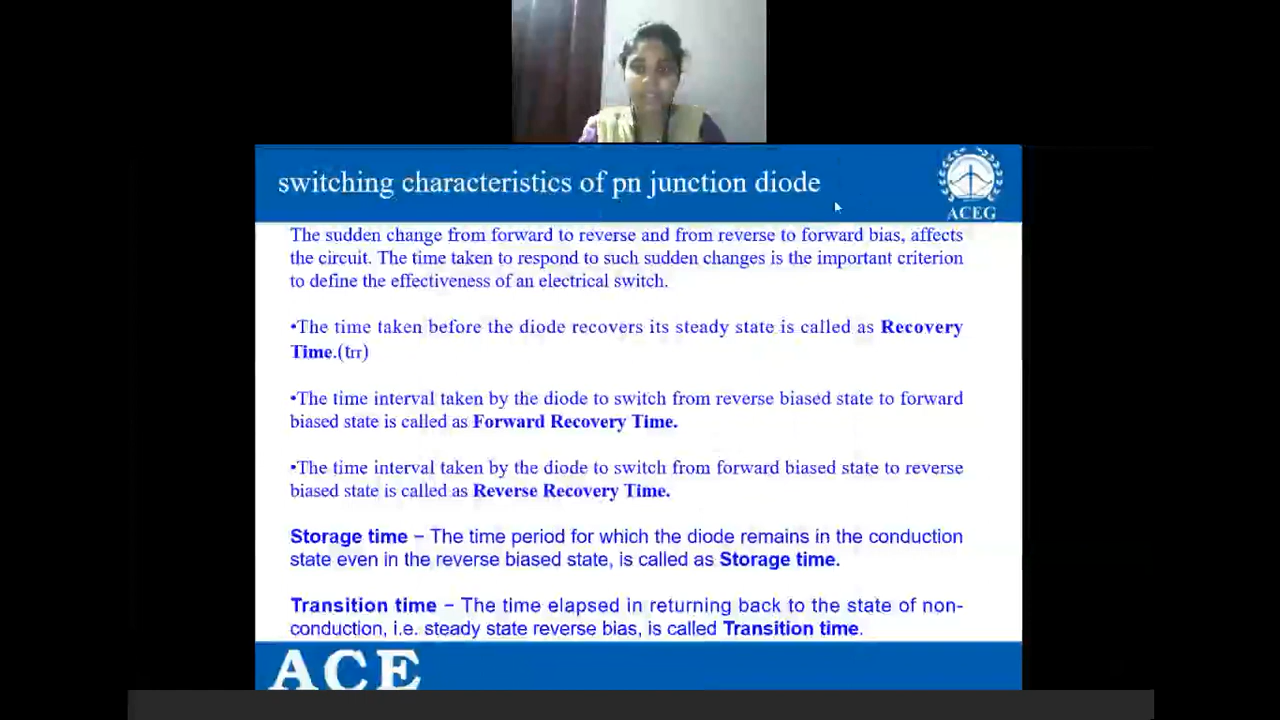 switching characteristics of pn junction diode
ACEG
The sudden change from forward to reverse and from reverse to forward bias, affects
the circuit. The time taken to respond to such sudden changes is the important criterion
to define the effectiveness of an electrical switch.
•The time taken before the diode recovers its steady state is called as Recovery
Time.(trr)
•The time interval taken by the diode to switch from reverse biased state to forward
biased state is called as Forward Recovery Time.
•The time interval taken by the diode to switch from forward biased state to reverse
biased state is called as Reverse Recovery Time.
Storage time − The time period for which the diode remains in the conduction
state even in the reverse biased state, is called as Storage time.
Transition time − The time elapsed in returning back to the state of non-
conduction, i.e. steady state reverse bias, is called Transition time.
ACE